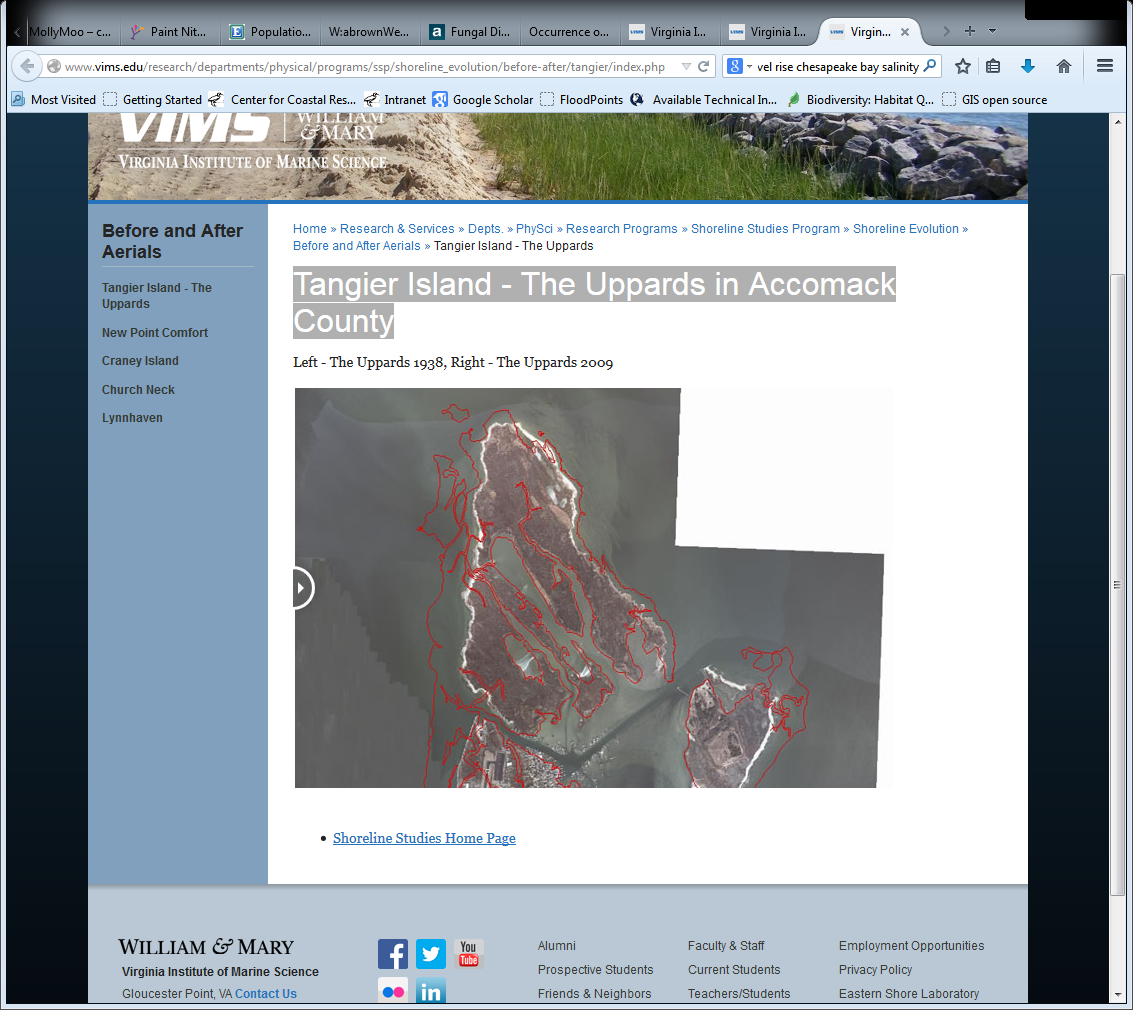 MollyMoo – c...
Paint Nit...
Populatio...
W:abrownWe...
Fungal Di...
Occurrence o...
Virginia I...
Virginia I...
Virgin...
www.vims.edu/research/departments/physical/programs/ssp/shoreline_evolution/before-after/tangier/index.php
vel rise chesapeake bay salinity
Most Visited
Getting Started
Center for Coastal Res...
Intranet
Google Scholar
FloodPoints
Available Technical In...
Biodiversity: Habitat Q...
GIS open source
VIMS
WILLIAM
& MARY
VIRGINIA INSTITUTE OF MARINE SCIENCE
Before and After
Aerials
Tangier Island - The
Uppards
New Point Comfort
Craney Island
Church Neck
Lynnhaven
Home » Research & Services » Depts. » PhySci » Research Programs » Shoreline Studies Program » Shoreline Evolution »
Before and After Aerials » Tangier Island - The Uppards
Tangier Island - The Uppards in Accomack
County
Left - The Uppards 1938, Right - The Uppards 2009
• Shoreline Studies Home Page
WILLIAM & MARY
Virginia Institute of Marine Science
Gloucester Point, VA Contact Us
You
Tube
in
Alumni
Prospective Students
Friends & Neighbors
Faculty & Staff
Current Students
Teachers/Students
Employment Opportunities
Privacy Policy
Eastern Shore Laboratory